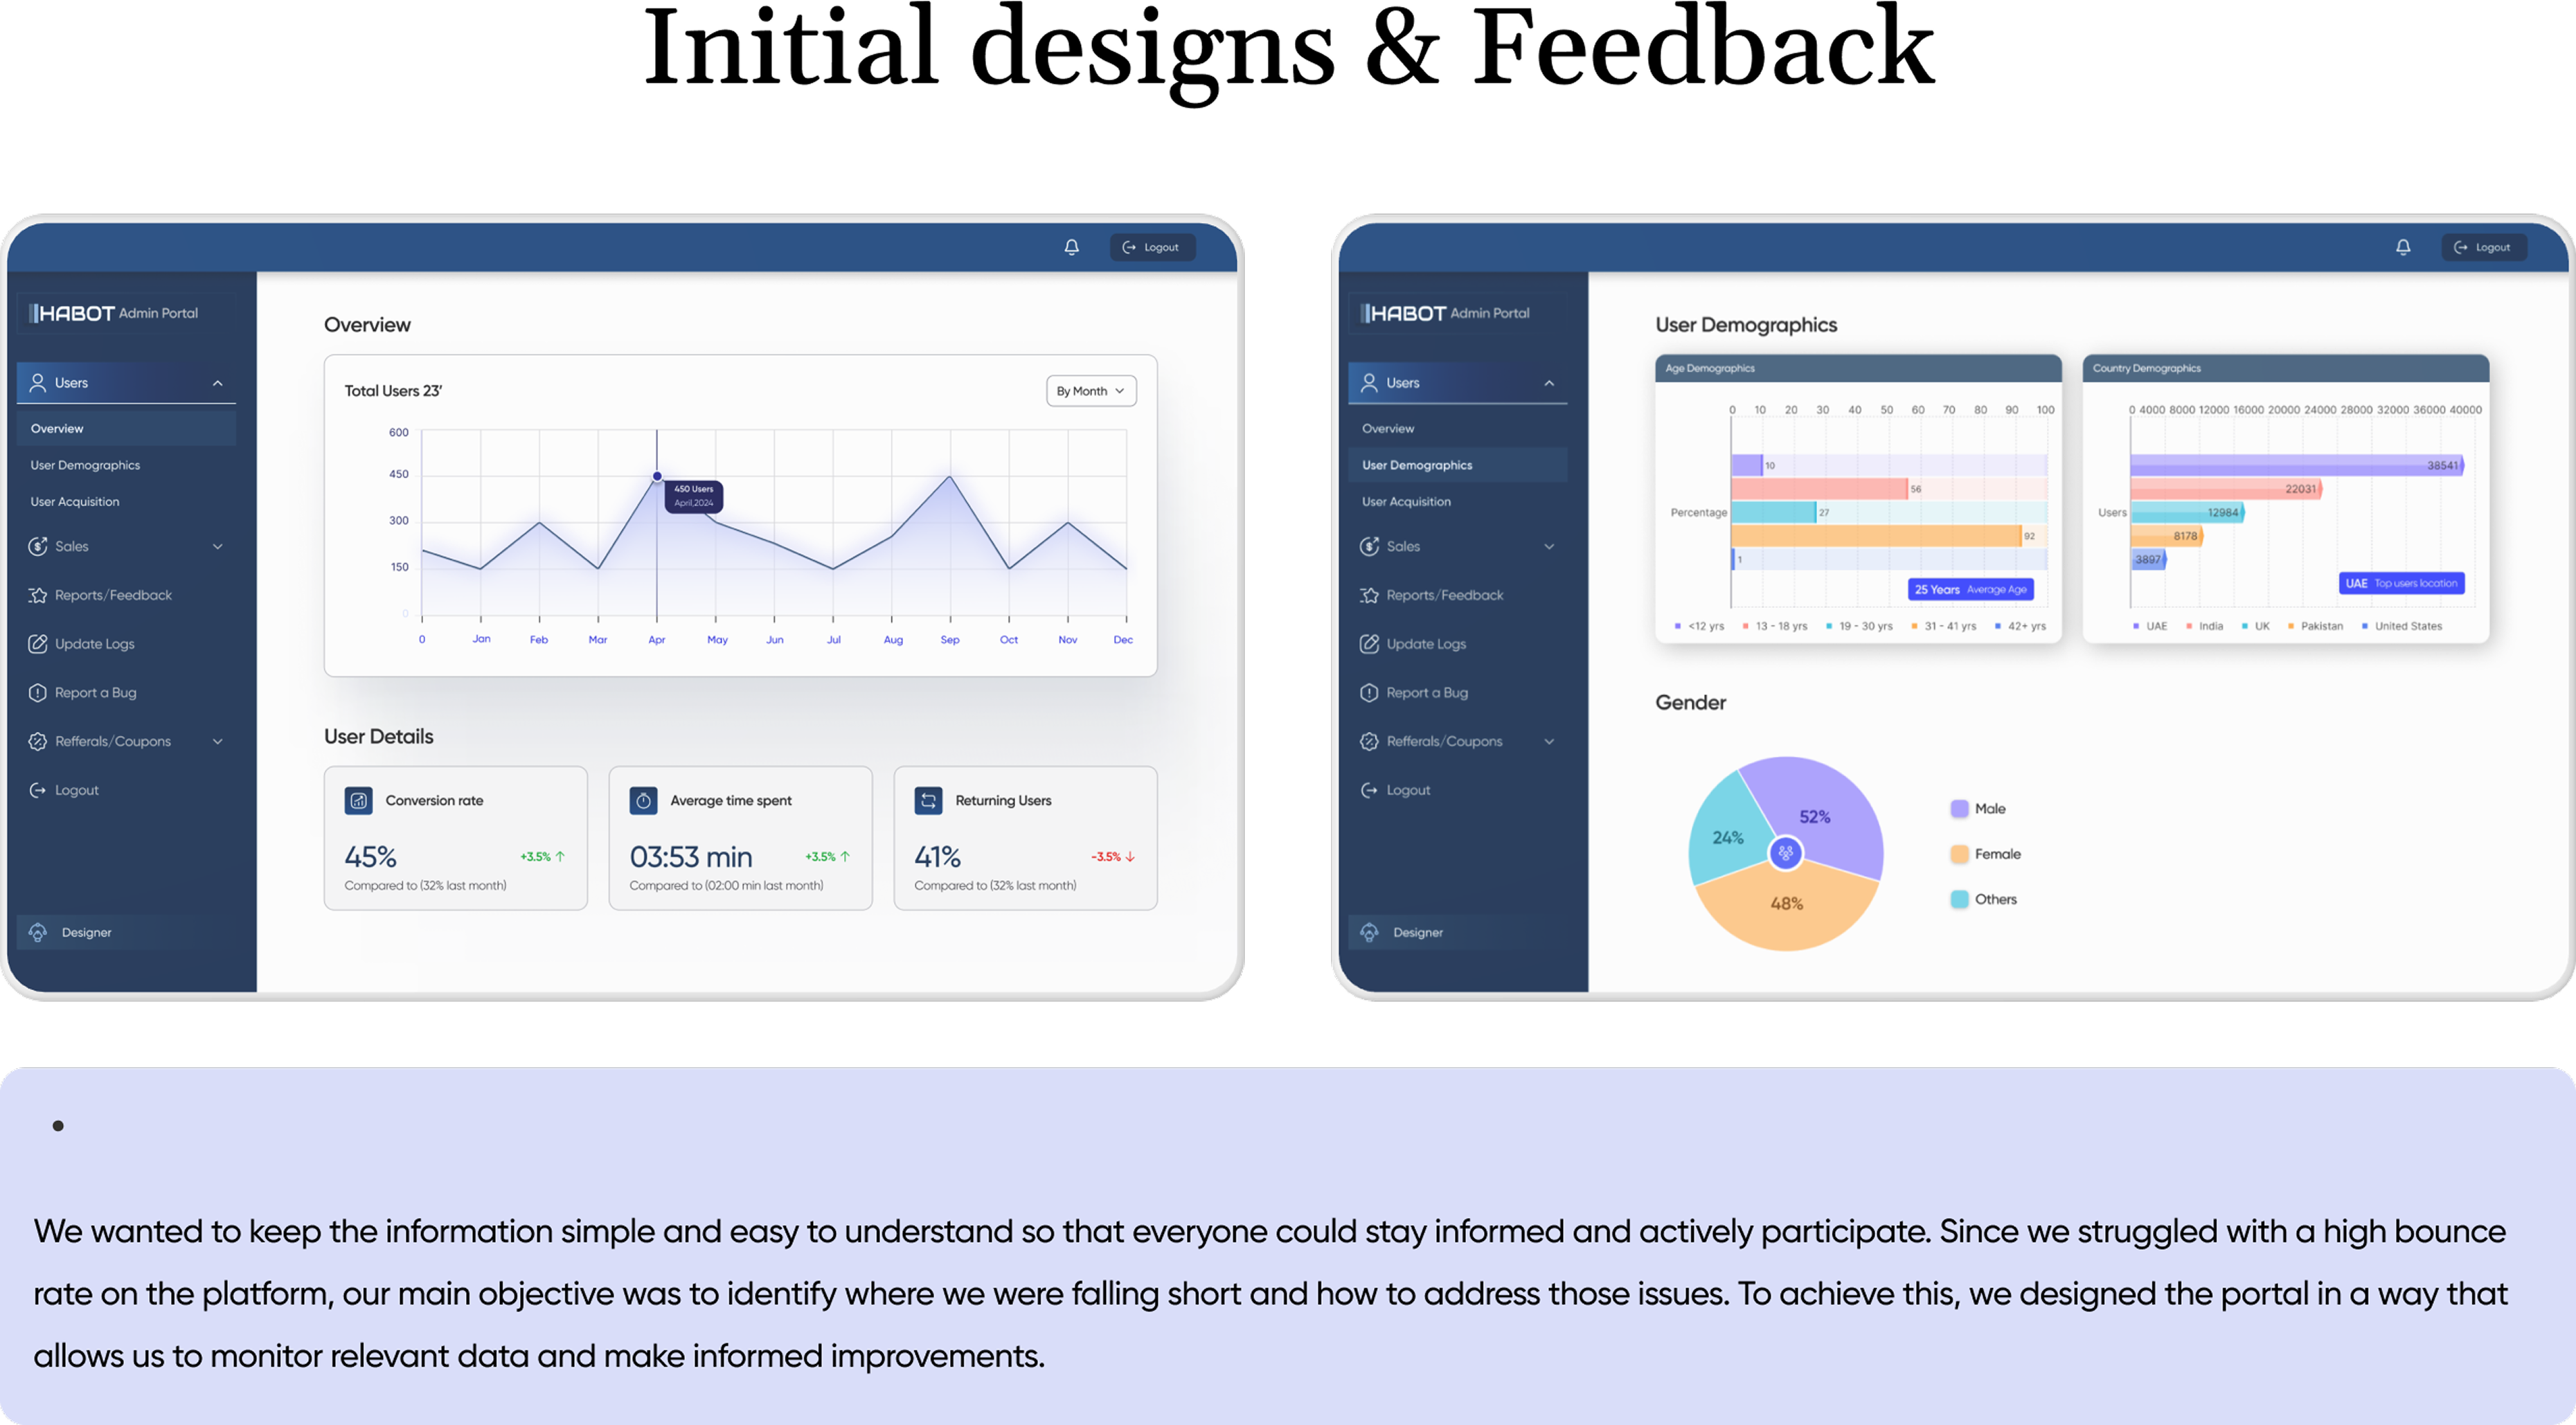 Initial designs & Feedback
Logout
HABOT Admin Portal
Users
Overview
User Demographics
User Acquisition
Sales
Reports/Feedback
Update Logs
Report a Bug
Refferals/Coupons
Logout
Designer
Overview
Total Users 23'
By Month
600
450
300
150
0
450 Users
April,2024
0 Jan Feb Mar Apr May Jun Jul Aug Sep Oct Nov Dec
User Details
Conversion rate
45%
+3.5%
Compared to (32% last month)
Average time spent
03:53 min
+3.5%
Compared to (02:00 min last month)
Returning Users
41%
-3.5%
Compared to (32% last month)
Logout
HABOT Admin Portal
Users
Overview
User Demographics
User Acquisition
Sales
Reports/Feedback
Update Logs
Report a Bug
Refferals/Coupons
Logout
Designer
User Demographics
Age Demographics
0 10 20 30 40 50 60 70 80 90 100
Percentage
10
56
27
92
1
25 Years Average Age
<12 yrs 13 - 18 yrs 19 - 30 yrs 31 - 41 yrs 42+ yrs
Country Demographics
0 4000 8000 12000 16000 20000 24000 28000 32000 36000 40000
Users
38541
22031
12984
8178
3897
UAE Top users location
UAE India UK Pakistan United States
Gender
52%
24%
48%
Male
Female
Others
We wanted to keep the information simple and easy to understand so that everyone could stay informed and actively participate. Since we struggled with a high bounce
rate on the platform, our main objective was to identify where we were falling short and how to address those issues. To achieve this, we designed the portal in a way that
allows us to monitor relevant data and make informed improvements.